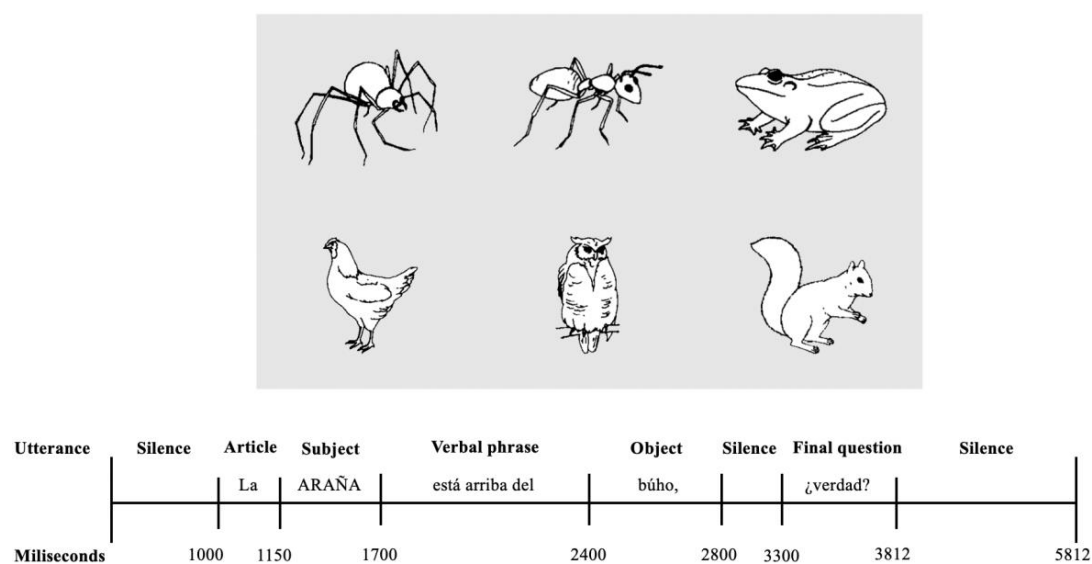 Utterance Silence Article Subject Verbal phrase Object Silence Final question Silence
La ARAÑA está arriba del búho, ¿verdad?
Miliseconds 1000 1150 1700 2400 2800 3300 3812 5812